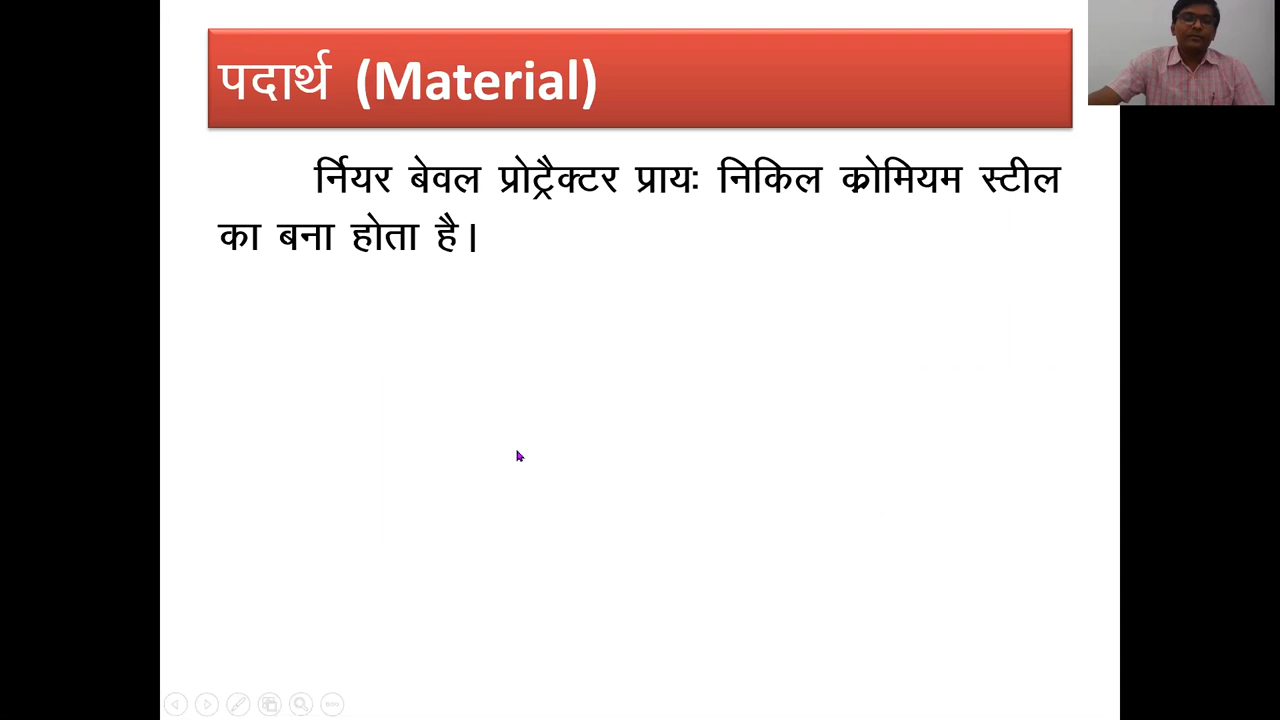 पदार्थ (Material)
र्नियर बेवल प्रोट्रैक्टर प्रायः निकिल क्रोमियम स्टील
का बना होता है।